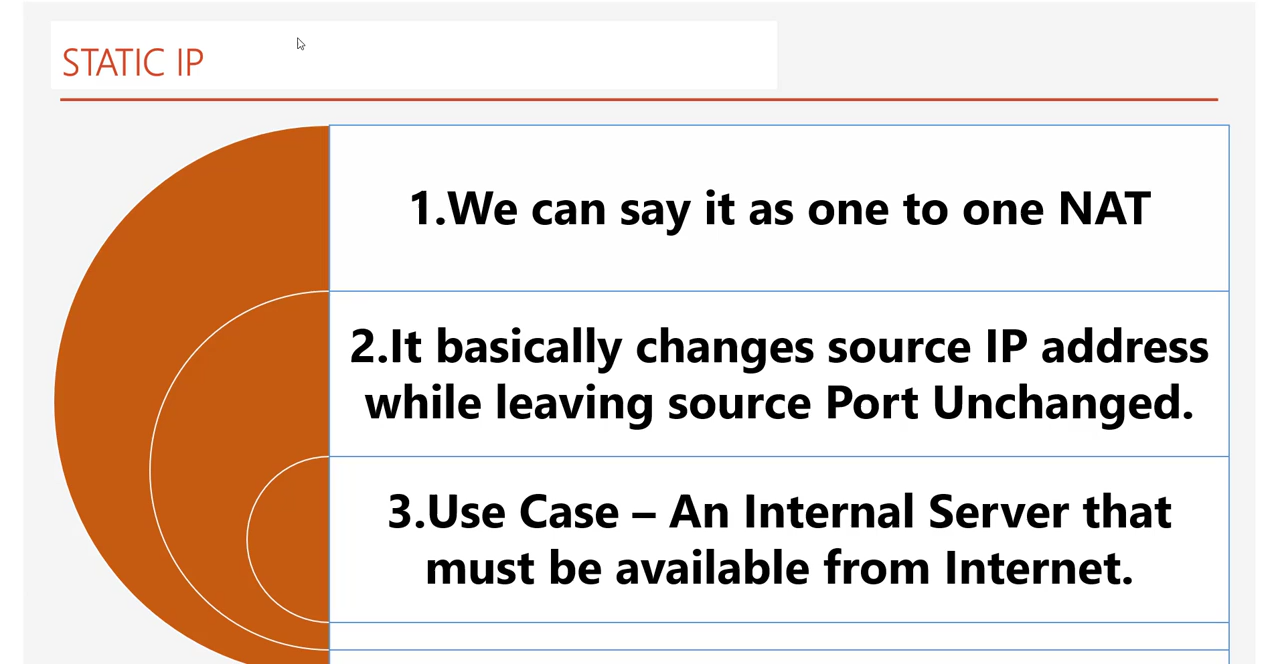 STATIC IP
1.We can say it as one to one NAT
2.It basically changes source IP address
while leaving source Port Unchanged.
3.Use Case – An Internal Server that
must be available from Internet.